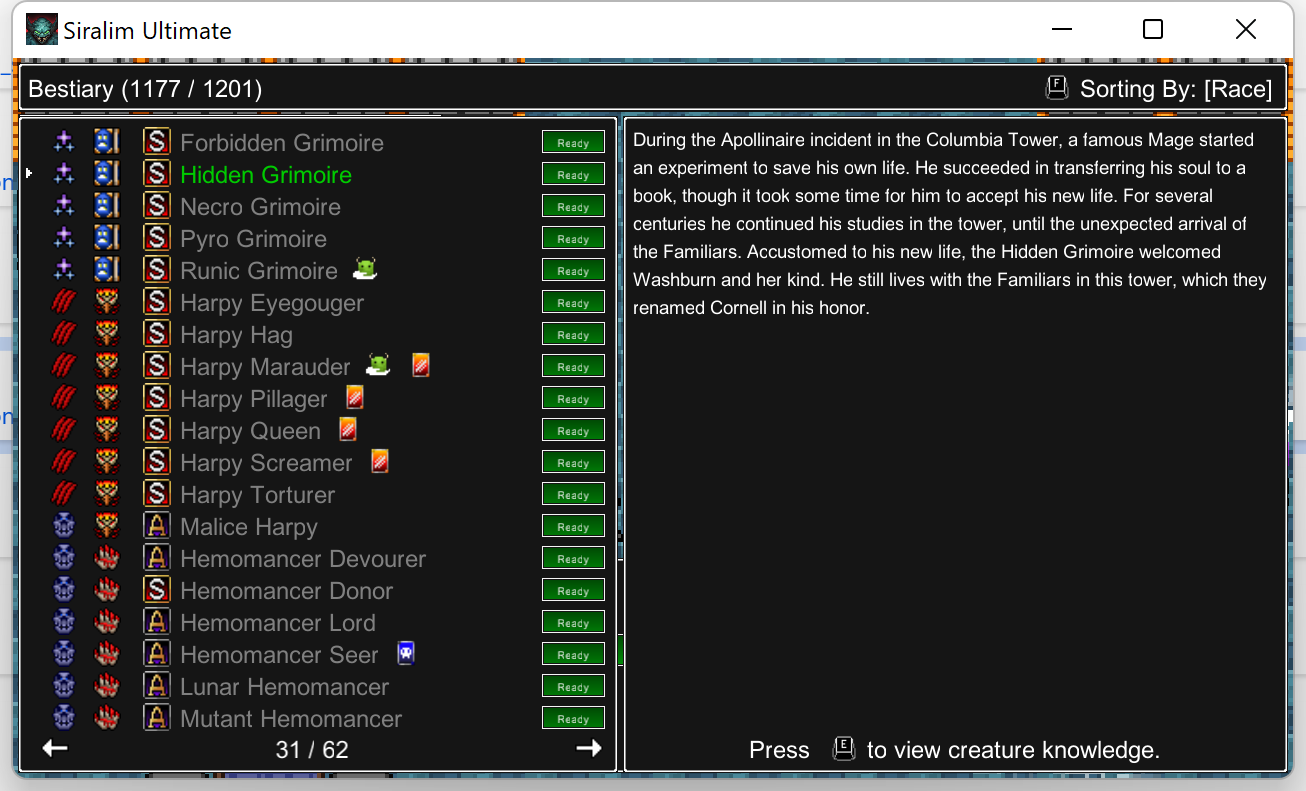 Siralim Ultimate
Bestiary (1177 / 1201)
F Sorting By: [Race]
S Forbidden Grimoire Ready
S Hidden Grimoire Ready
S Necro Grimoire Ready
S Pyro Grimoire Ready
S Runic Grimoire Ready
S Harpy Eyegouger Ready
S Harpy Hag Ready
S Harpy Marauder Ready
S Harpy Pillager Ready
S Harpy Queen Ready
S Harpy Screamer Ready
S Harpy Torturer Ready
A Malice Harpy Ready
A Hemomancer Devourer Ready
S Hemomancer Donor Ready
A Hemomancer Lord Ready
A Hemomancer Seer Ready
A Lunar Hemomancer Ready
A Mutant Hemomancer Ready
31 / 62
During the Apollinaire incident in the Columbia Tower, a famous Mage started
an experiment to save his own life. He succeeded in transferring his soul to a
book, though it took some time for him to accept his new life. For several
centuries he continued his studies in the tower, until the unexpected arrival of
the Familiars. Accustomed to his new life, the Hidden Grimoire welcomed
Washburn and her kind. He still lives with the Familiars in this tower, which they
renamed Cornell in his honor.
Press E to view creature knowledge.